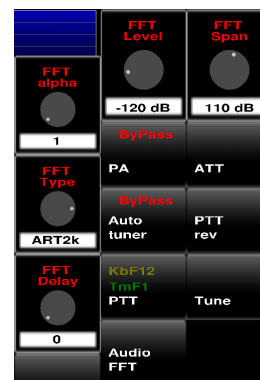 FFT
Level
-120 dB
FFT
Span
110 dB
FFT
alpha
1
ByPass
PA
ATT
FFT
Type
ART2k
ByPass
Auto
tuner
PTT
rev
FFT
Delay
0
KbF12
TmF1
PTT
Tune
Audio
FFT